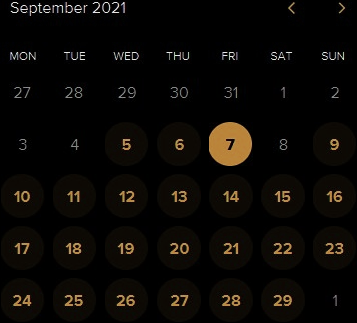 September 2021
MON TUE WED THU FRI SAT SUN
27 28 29 30 31 1 2
3 4 5 6 7 8 9
10 11 12 13 14 15 16
17 18 19 20 21 22 23
24 25 26 27 28 29 1